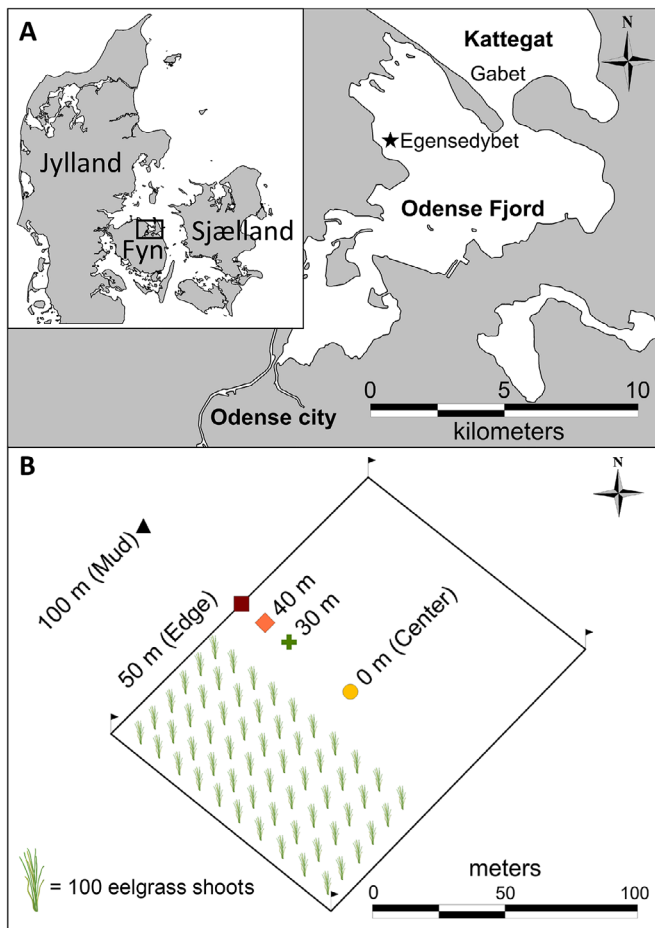 A
Kattegat
N
Gabet
Egensedybet
Jylland
Odense Fjord
Sjælland
Fyn
0 5 10
kilometers
Odense city
B
N
100 m (Mud)
50 m (Edge)
40 m
30 m
0 m (Center)
= 100 eelgrass shoots
meters
0 50 100